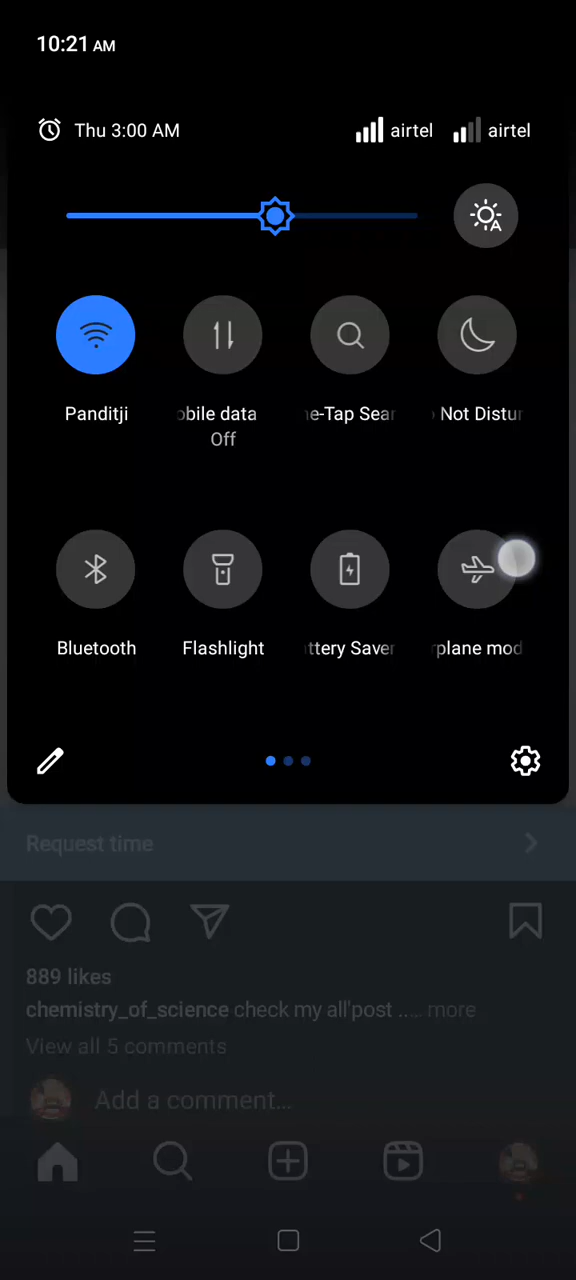 10:21 AM
Thu 3:00 AM airtel airtel
A
Panditji obile data e-Tap Sear Not Distur
Off
Bluetooth Flashlight ttery Saver rplane mod
Request time
889 likes
chemistry_of_science check my all'post ..... more
View all 5 comments
Add a comment...